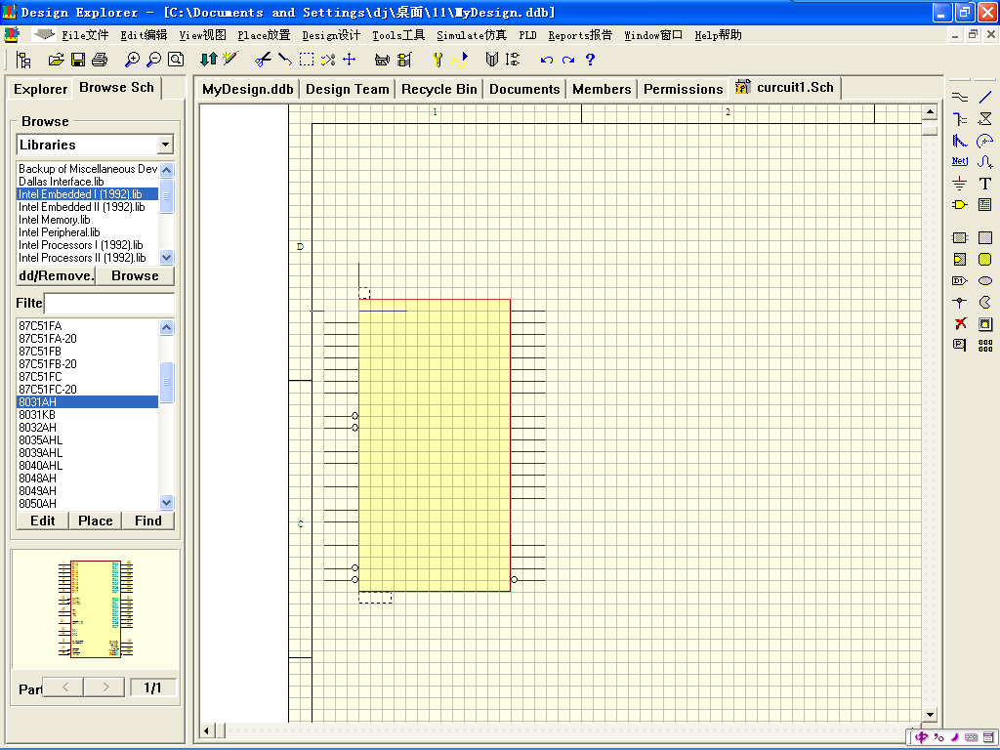 Design Explorer - [C:\Documents and Settings\dj\桌面\11\MyDesign.ddb]
File文件 Edit编辑 View视图 Place放置 Design设计 Tools工具 Simulate仿真 PLD Reports报告 Window窗口 Help帮助
Explorer Browse Sch
MyDesign.ddb Design Team Recycle Bin Documents Members Permissions curcuit1.Sch
Browse
Libraries
Backup of Miscellaneous Dev
Dallas Interface.lib
Intel Embedded I (1992).lib
Intel Embedded II (1992).lib
Intel Memory.lib
Intel Peripheral.lib
Intel Processors I (1992).lib
Intel Processors II (1992).lib
dd/Remove. Browse
Filte
87C51FA
87C51FA-20
87C51FB
87C51FB-20
87C51FC
87C51FC-20
8031AH
8031KB
8032AH
8035AHL
8039AHL
8040AHL
8048AH
8049AH
8050AH
Edit Place Find
Part < > 1/1
1 2
D
C
Net1
T
D1
P
中